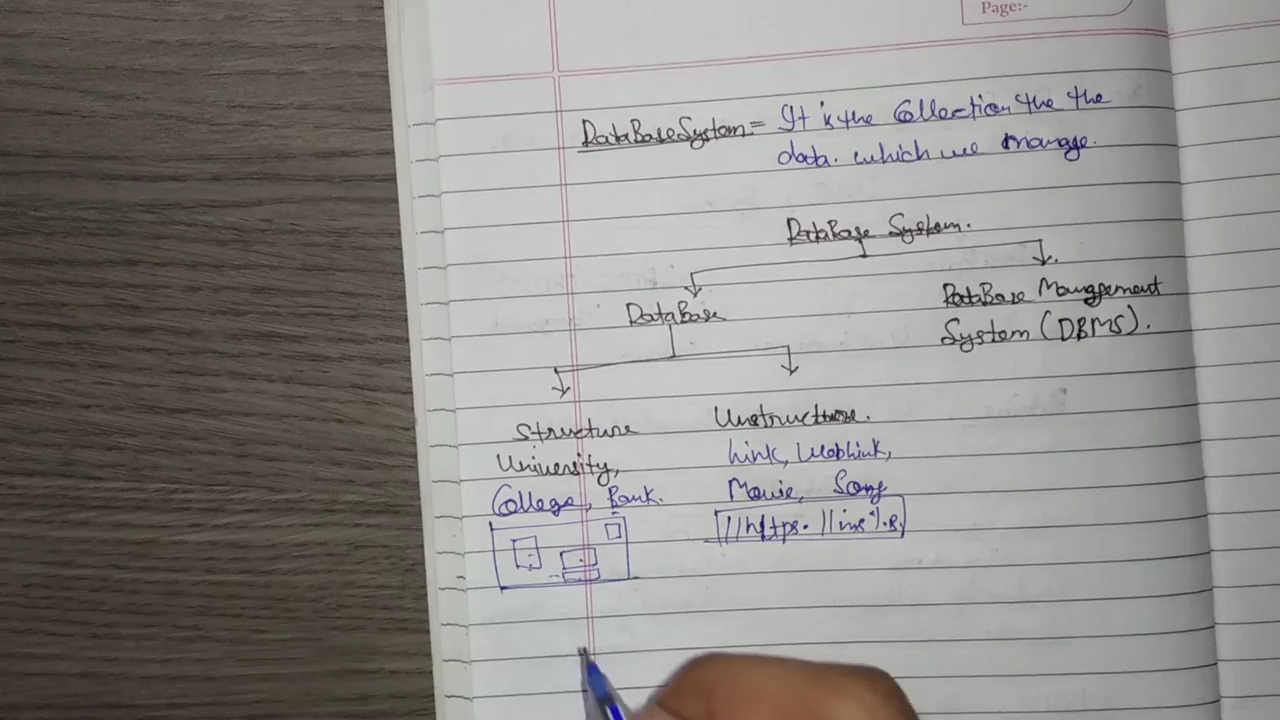 Page:-
DataBaseSystem = It is the Collection the the
data. which we manage.
DataBase System.
DataBase
DataBase Mangpement
System (DBMS).
Structure
University,
College, Bank.
Unstructure.
Link, Weblink,
Movie, Song